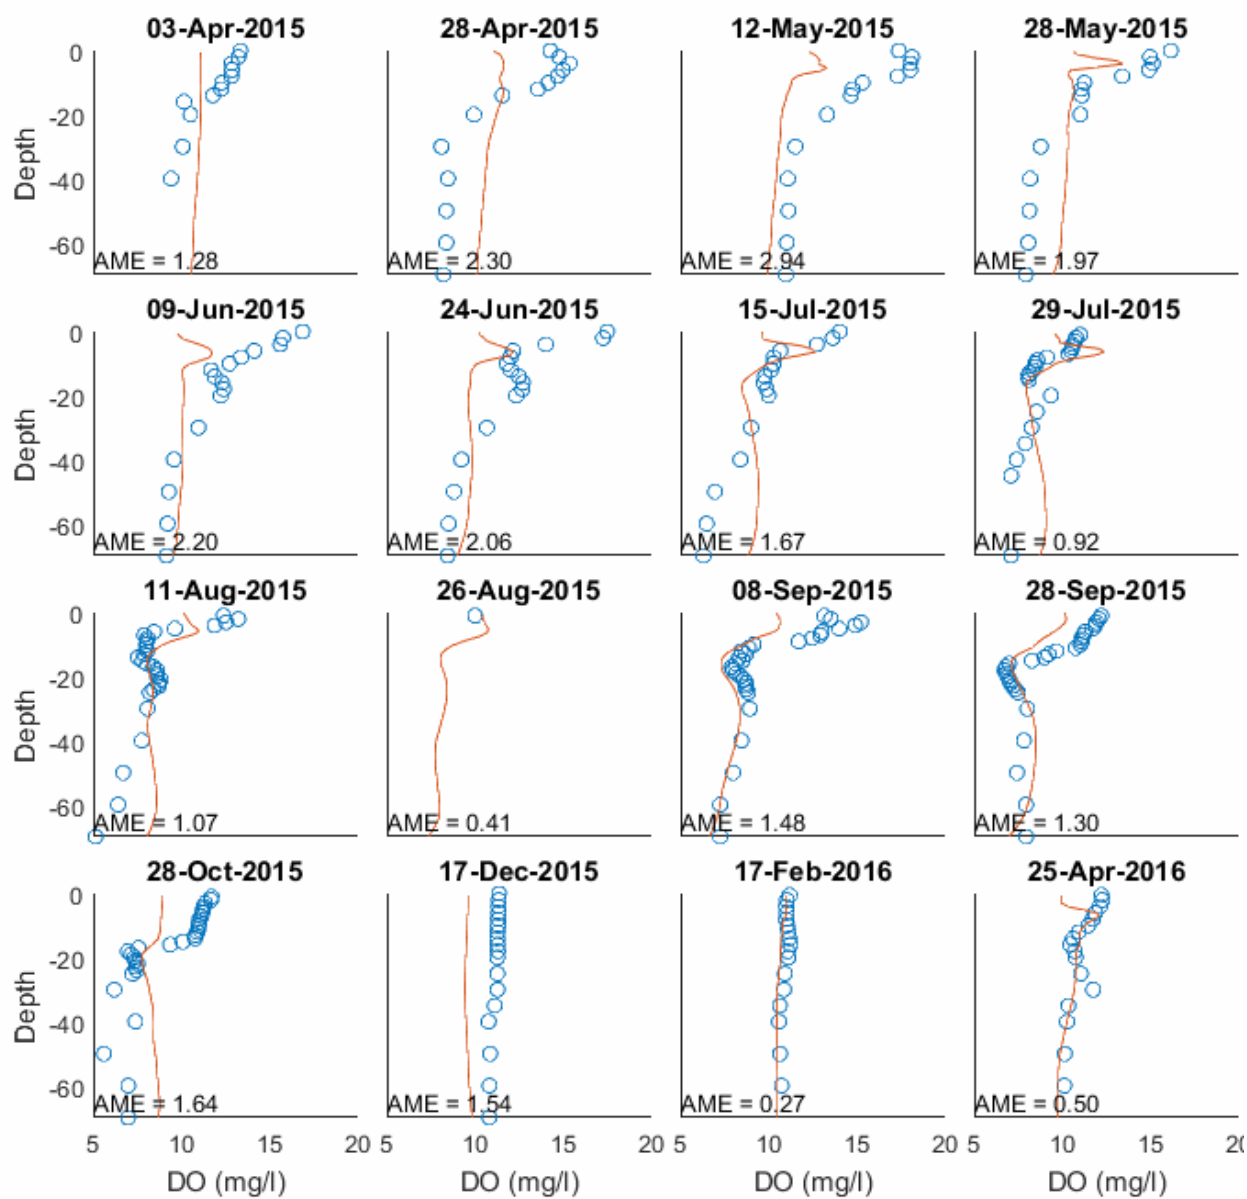 03-Apr-2015 28-Apr-2015 12-May-2015 28-May-2015
0
-20
-40
-60
Depth
AME = 1.28 AME = 2.30 AME = 2.94 AME = 1.97
09-Jun-2015 24-Jun-2015 15-Jul-2015 29-Jul-2015
0
-20
-40
-60
Depth
AME = 2.20 AME = 2.06 AME = 1.67 AME = 0.92
11-Aug-2015 26-Aug-2015 08-Sep-2015 28-Sep-2015
0
-20
-40
-60
Depth
AME = 1.07 AME = 0.41 AME = 1.48 AME = 1.30
28-Oct-2015 17-Dec-2015 17-Feb-2016 25-Apr-2016
0
-20
-40
-60
Depth
AME = 1.64 AME = 1.54 AME = 0.27 AME = 0.50
5 10 15 20 5 10 15 20 5 10 15 20 5 10 15 20
DO (mg/l) DO (mg/l) DO (mg/l) DO (mg/l)